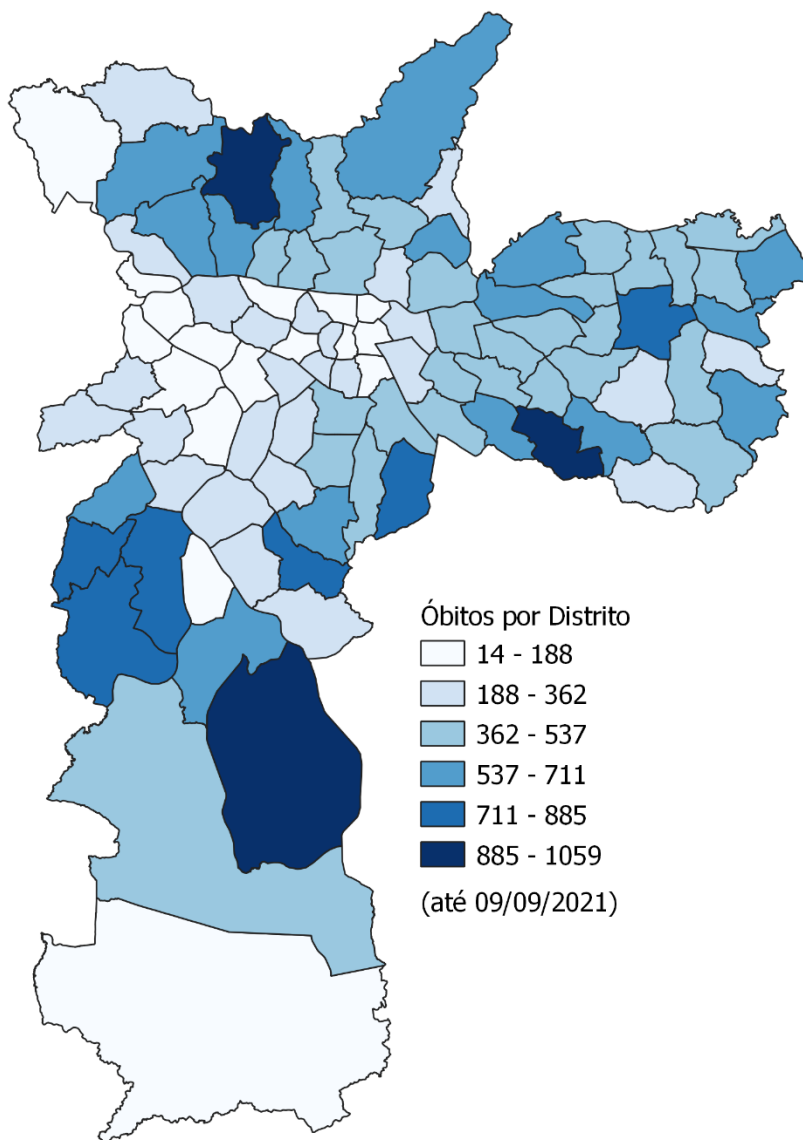 Óbitos por Distrito
14 - 188
188 - 362
362 - 537
537 - 711
711 - 885
885 - 1059
(até 09/09/2021)